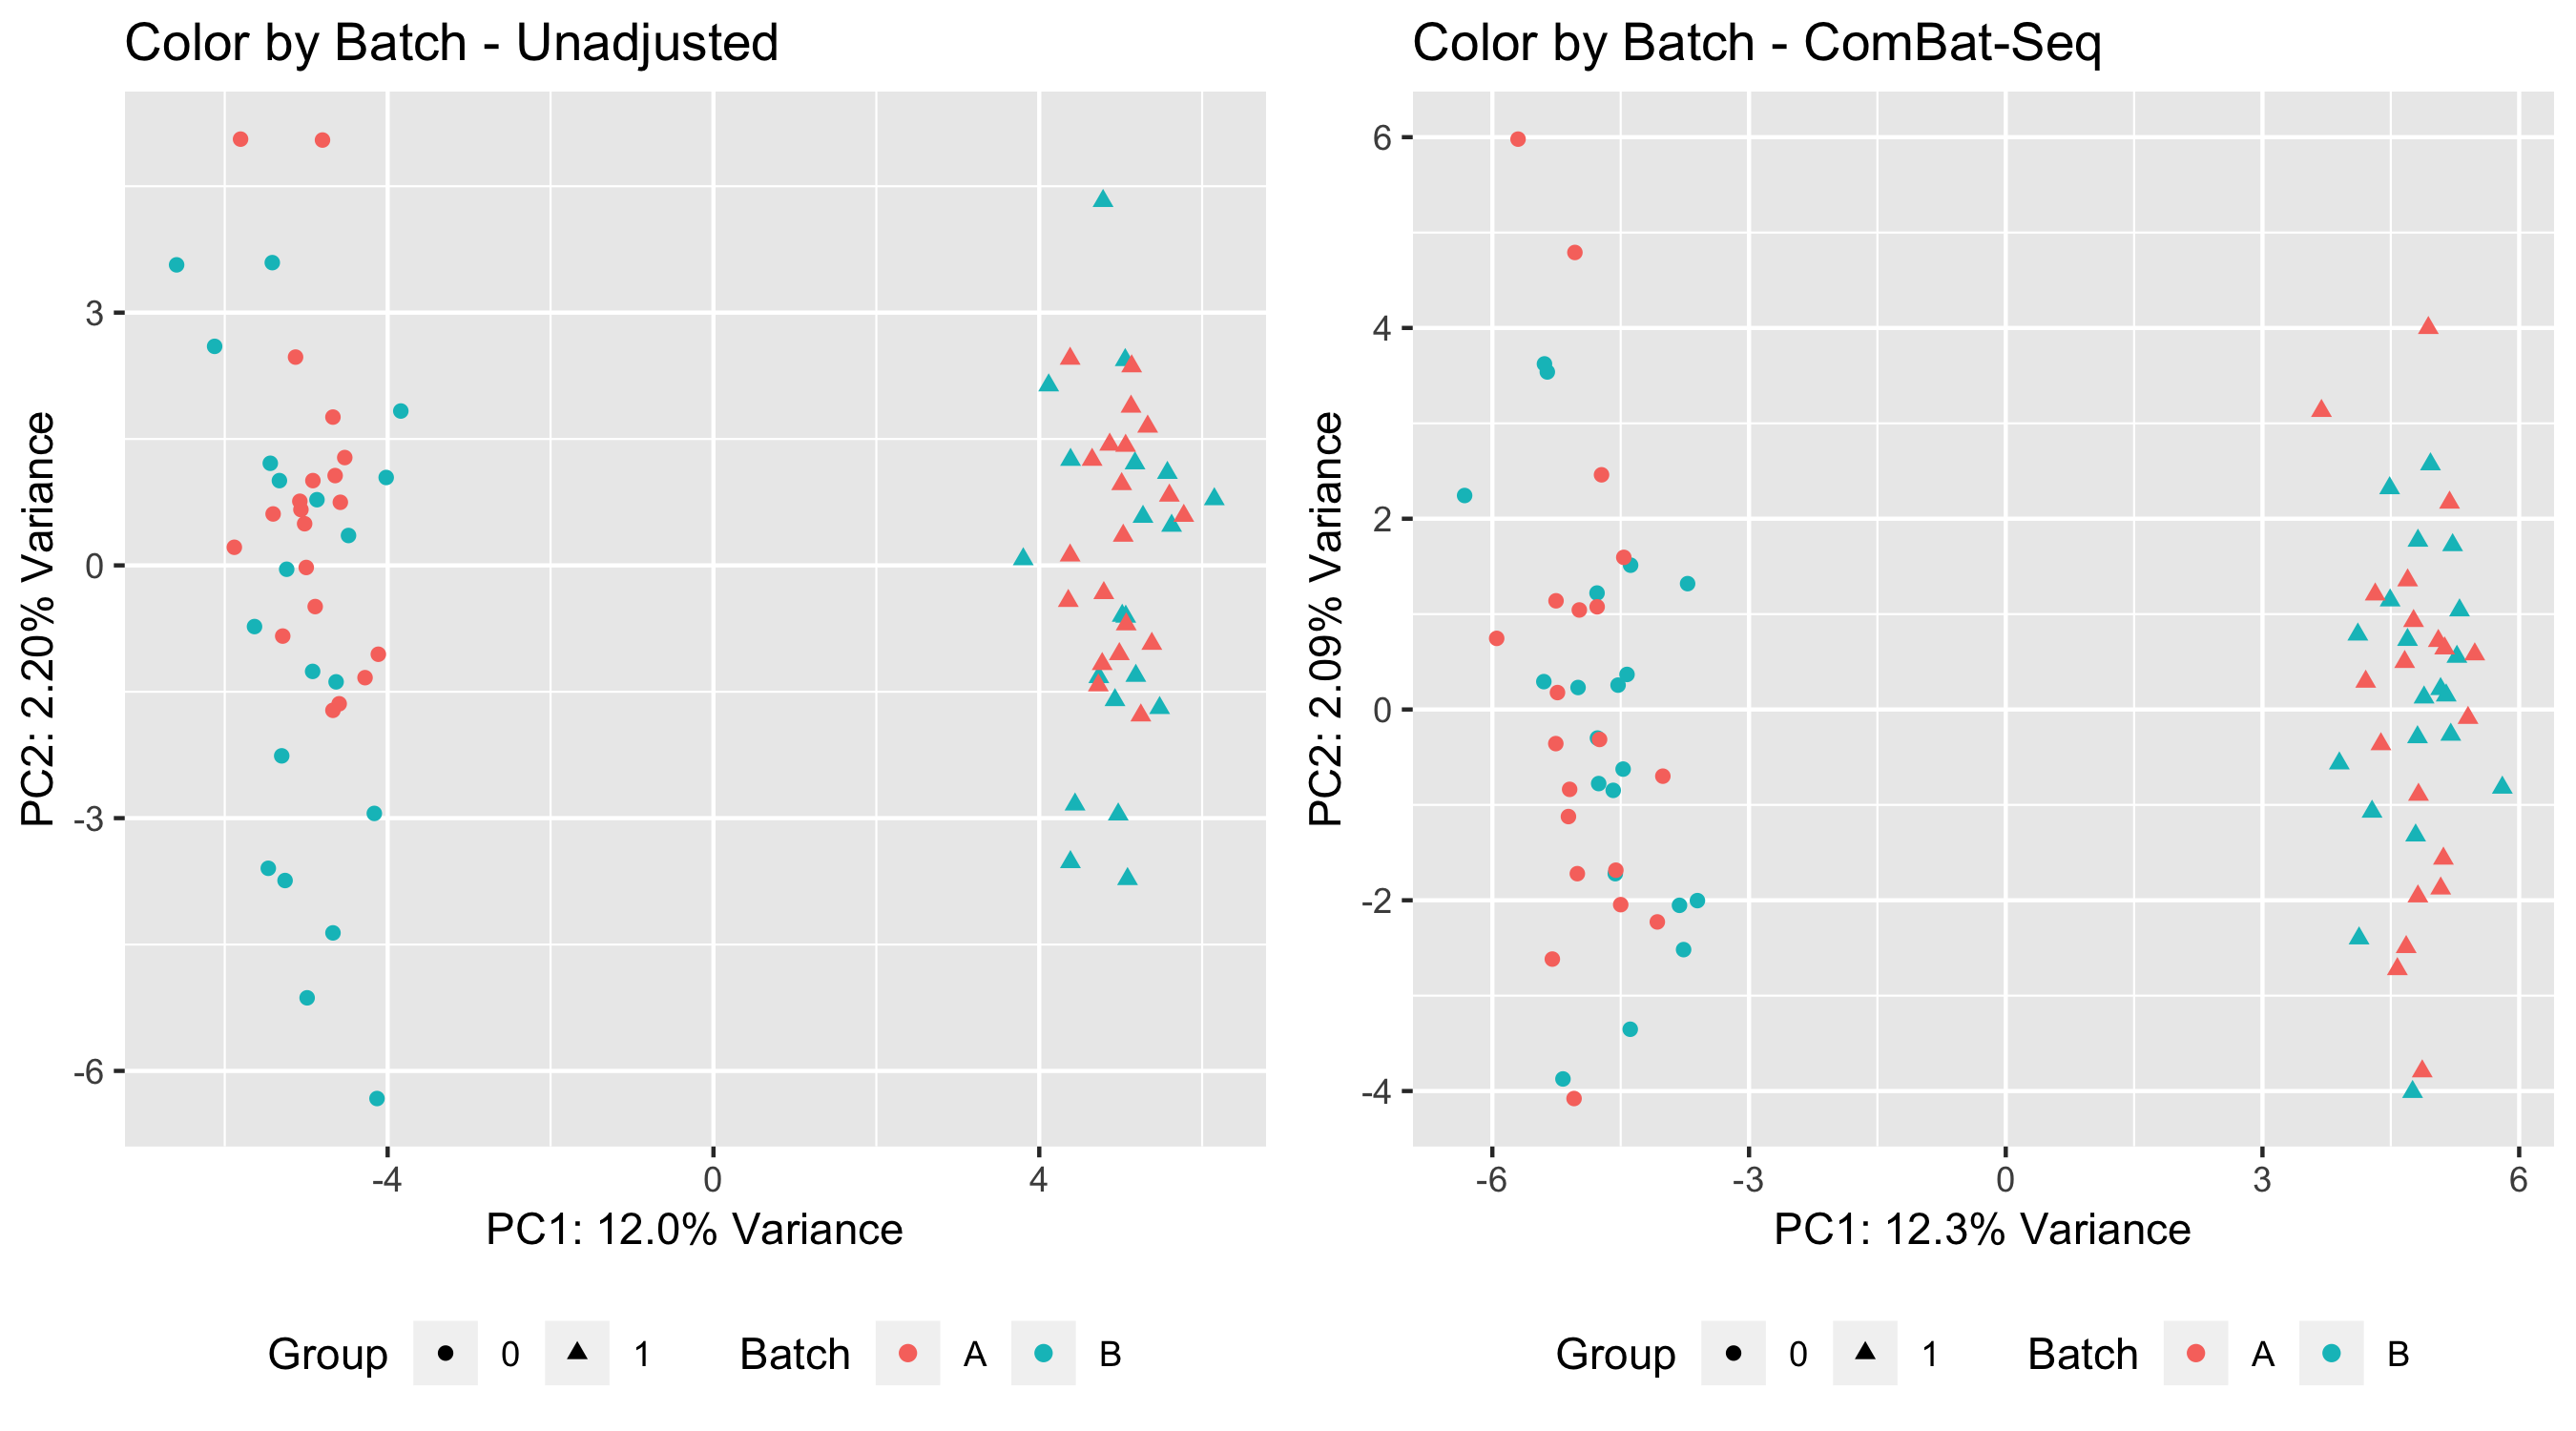 Color by Batch - Unadjusted
3
0
-3
-6
PC2: 2.20% Variance
-4 0 4
PC1: 12.0% Variance
Group 0 1 Batch A B
Color by Batch - ComBat-Seq
6
4
2
0
-2
-4
PC2: 2.09% Variance
-6 -3 0 3 6
PC1: 12.3% Variance
Group 0 1 Batch A B